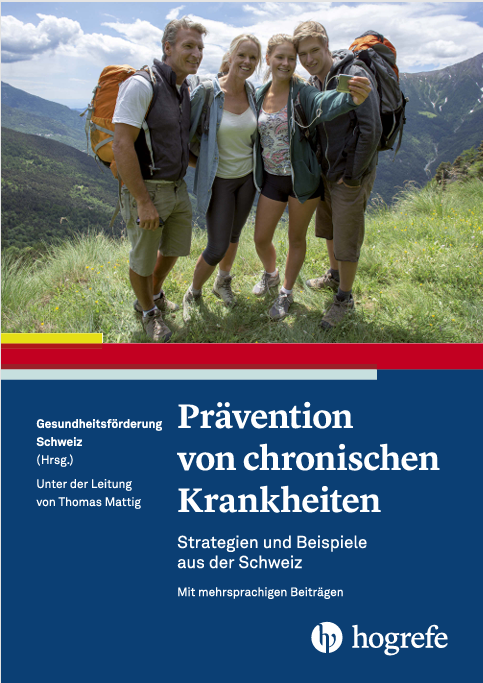 Gesundheitsförderung
Schweiz
(Hrsg.)
Unter der Leitung
von Thomas Mattig
Prävention
von chronischen
Krankheiten
Strategien und Beispiele
aus der Schweiz
Mit mehrsprachigen Beiträgen
hogrefe